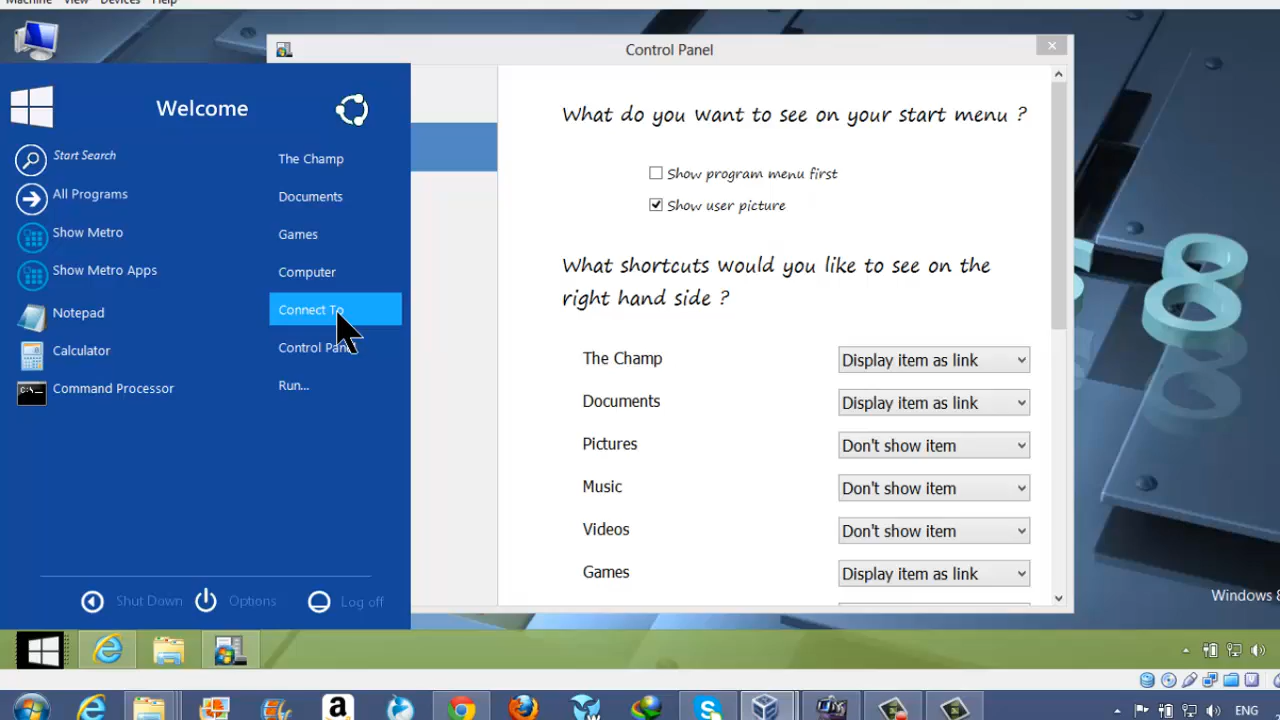 Machine View Devices Help
Control Panel
Welcome
Start Search
All Programs
Show Metro
Show Metro Apps
Notepad
Calculator
Command Processor
The Champ
Documents
Games
Computer
Connect To
Control Panel
Run...
Shut Down
Options
Log off
What do you want to see on your start menu ?
Show program menu first
Show user picture
What shortcuts would you like to see on the
right hand side ?
The Champ Display item as link
Documents Display item as link
Pictures Don't show item
Music Don't show item
Videos Don't show item
Games Display item as link
Windows 8
ENG